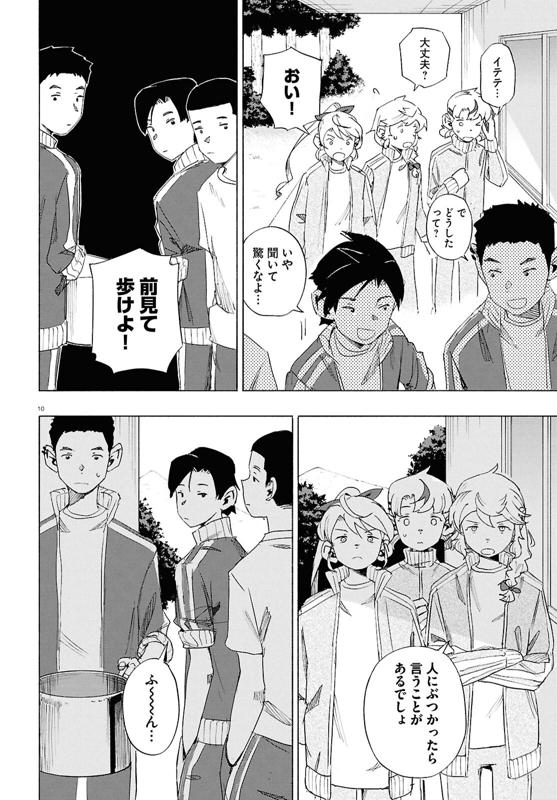 イテテ…
大丈夫？
おい！
で
どうした
って？
いや
聞いて
驚くなよ…
前見て
歩けよ！
10
人にぶつかったら
言うことが
あるでしょ
ふ〜〜ん…